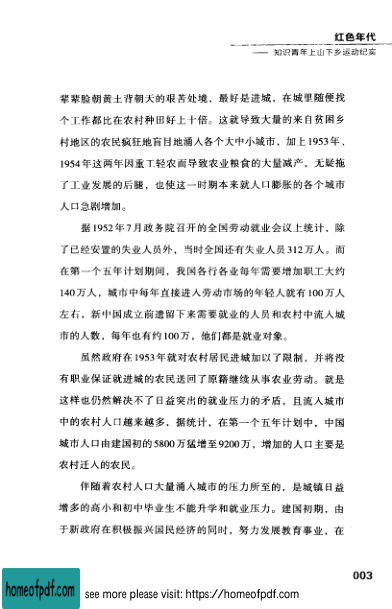 红色年代
—— 知识青年上山下乡运动纪实
辈辈脸朝黄土背朝天的艰苦处境，最好是进城，在城里随便找
个工作都比在农村种田好上十倍。这就导致大量的来自贫困乡
村地区的农民疯狂地盲目地涌入各个大中小城市，加上1953年、
1954年这两年因重工轻农而导致农业粮食的大量减产，无疑拖
了工业发展的后腿，也使这一时期本来就人口膨胀的各个城市
人口急剧增加。
据1952年7月政务院召开的全国劳动就业会议上统计，除
了已经安置的失业人员外，当时全国还有失业人员312万人。而
在第一个五年计划期间，我国各行各业每年需要增加职工大约
140万人，城市中每年直接进入劳动市场的年轻人就有100万人
左右，新中国成立前遗留下来需要就业的人员和农村中流入城
市的人数，每年也有约100万，他们都是就业对象。
虽然政府在1953年就对农村居民进城加以了限制，并将没
有职业保证就进城的农民送回了原籍继续从事农业劳动。就是
这样也仍然解决不了日益突出的就业压力的矛盾，且流入城市
中的农村人口越来越多，据统计，在第一个五年计划中，中国
城市人口由建国初的5800万猛增至9200万，增加的人口主要是
农村迁入的农民。
伴随着农村人口大量涌入城市的压力所至的，是城镇日益
增多的高小和初中毕业生不能升学和就业压力。建国初期，由
于新政府在积极振兴国民经济的同时，努力发展教育事业，在
003
homeofpdf.com
see more please visit: https://homeofpdf.com